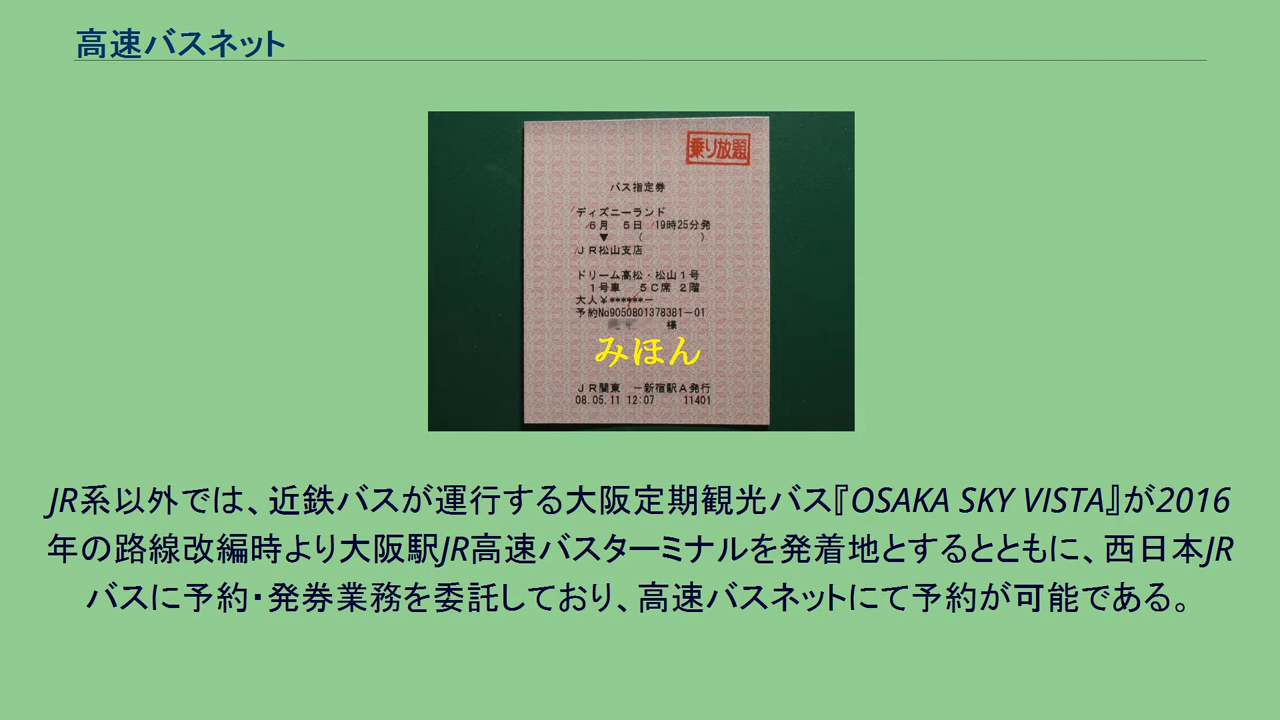 高速バスネット
乗り放題
バス指定券
ディズニーランド
6月 5日 19時25分発
▼ ( )
JR松山支店
ドリーム高松・松山1号
1号車 5C席 2階
大人¥******-
予約No9050801378381-01
様
みほん
JR関東 -新宿駅A発行
08.05.11 12:07 11401
JR系以外では、近鉄バスが運行する大阪定期観光バス『OSAKA SKY VISTA』が2016
年の路線改編時より大阪駅JR高速バスターミナルを発着地とするとともに、西日本JR
バスに予約・発券業務を委託しており、高速バスネットにて予約が可能である。